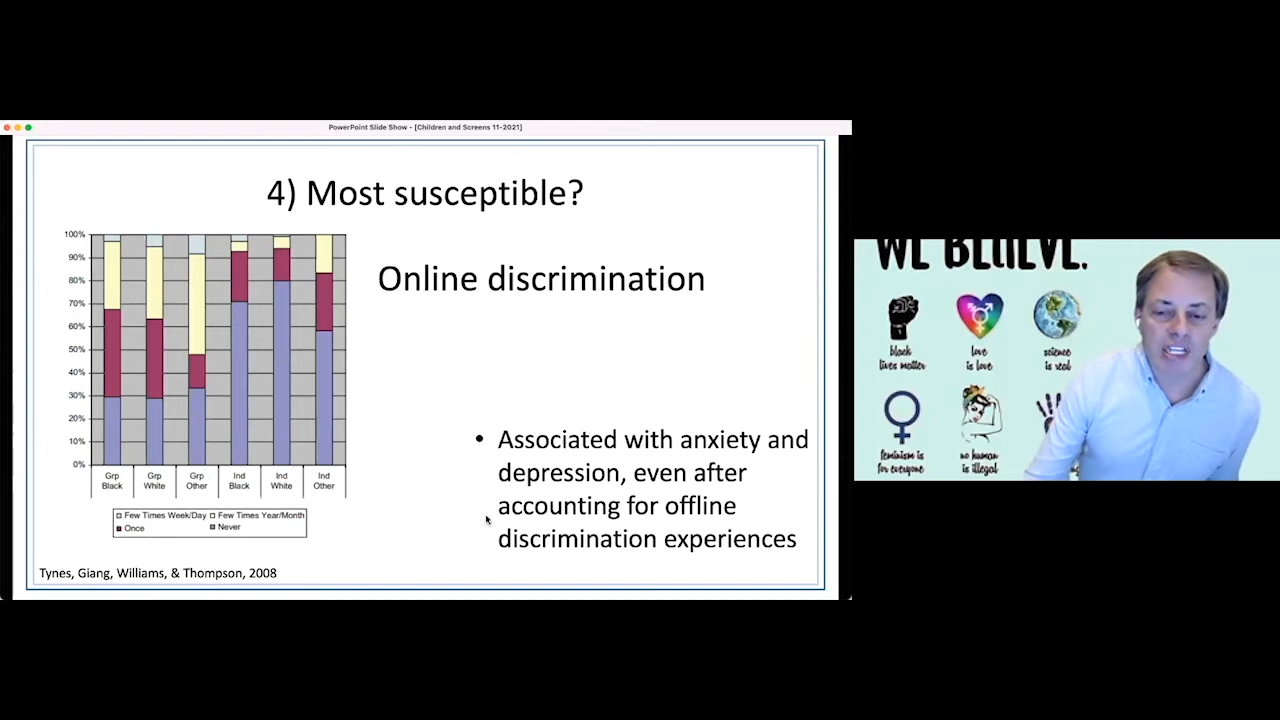 PowerPoint Slide Show - [Children and Screens 11-2021]
4) Most susceptible?
100%
90%
80%
70%
60%
50%
40%
30%
20%
10%
0%
Grp Black
Grp White
Grp Other
Ind Black
Ind White
Ind Other
Few Times Week/Day Few Times Year/Month
Once Never
Online discrimination
• Associated with anxiety and
depression, even after
accounting for offline
discrimination experiences
Tynes, Giang, Williams, & Thompson, 2008
WE BELIEVE.
black
lives matter
love
is love
science
is real
feminism is
for everyone
no human
is illegal